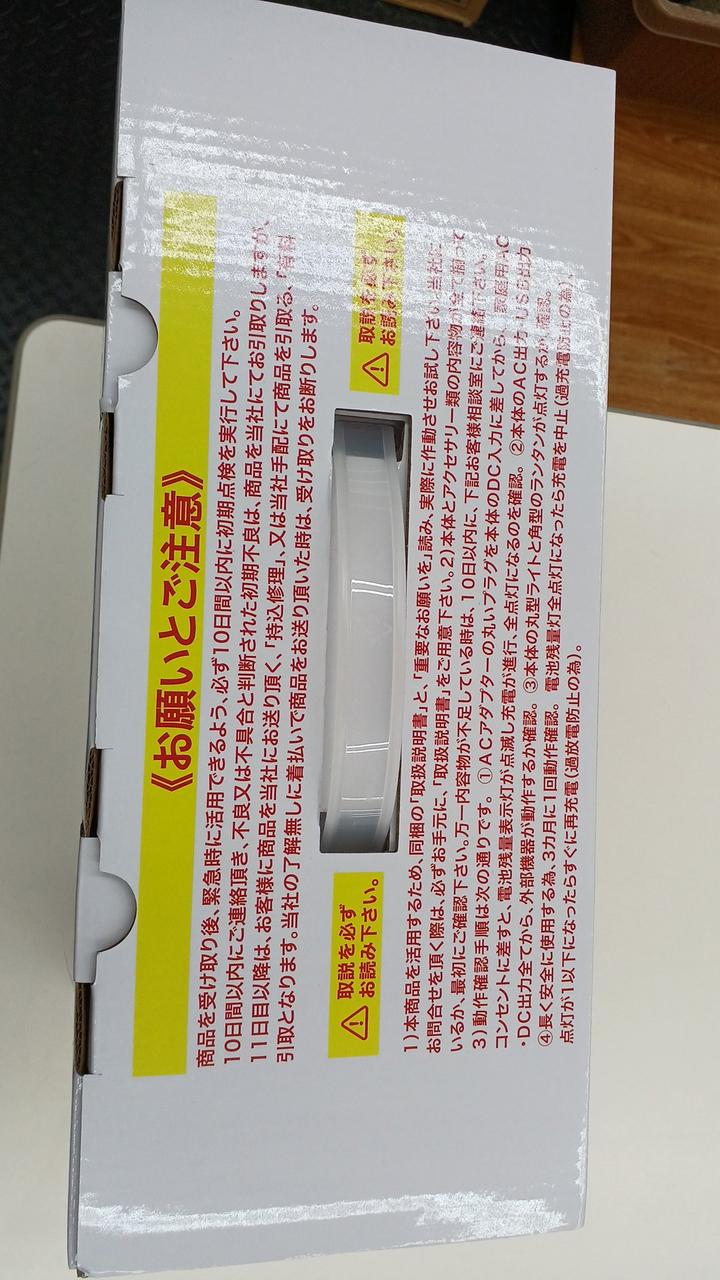 《お願いとご注意》
商品を受け取り後、緊急時に活用できるよう、必ず10日間以内に初期点検を実行して下さい。
10日間以内にご連絡頂き、不良又は不具合と判断された初期不良は、商品を当社にてお引取りしますが、
11日目以降は、お客様に商品を当社にお送り頂く、「持込修理」、又は当社手配にて商品を引取る、「有料
引取となります。当社の了解無しに着払いで商品をお送り頂いた時は、受け取りをお断りします。
取説を必ず
お読み下さい。
取説を必ず
お読み下さい。
1)本商品を活用するため、同梱の「取扱説明書」と、「重要なお願いを」読み、実際に作動させお試し下さい。当社に
お問合せを頂く際は、必ずお手元に、「取扱説明書」をご用意下さい。2)本体とアクセサリー類の内容物が全て揃って
いるか、最初にご確認下さい。万一内容物が不足している時は、10日以内に、下記お客様相談室にご連絡下さい。
3)動作確認手順は次の通りです。①ACアダプターの丸いプラグを本体のDC入力に差してから、家庭用AC
コンセントに差すと、電池残量表示灯が点滅し充電が進行、全点灯になるのを確認。②本体のAC出力・USB出力
・DC出力全てから、外部機器が動作するか確認。③本体の丸型ライトと角型のランタンが点灯するか確認。
④長く安全に使用する為、3カ月に1回動作確認。電池残量灯全点灯になったら充電を中止(過充電防止の為)、
点灯が1以下になったらすぐに再充電(過放電防止の為)。